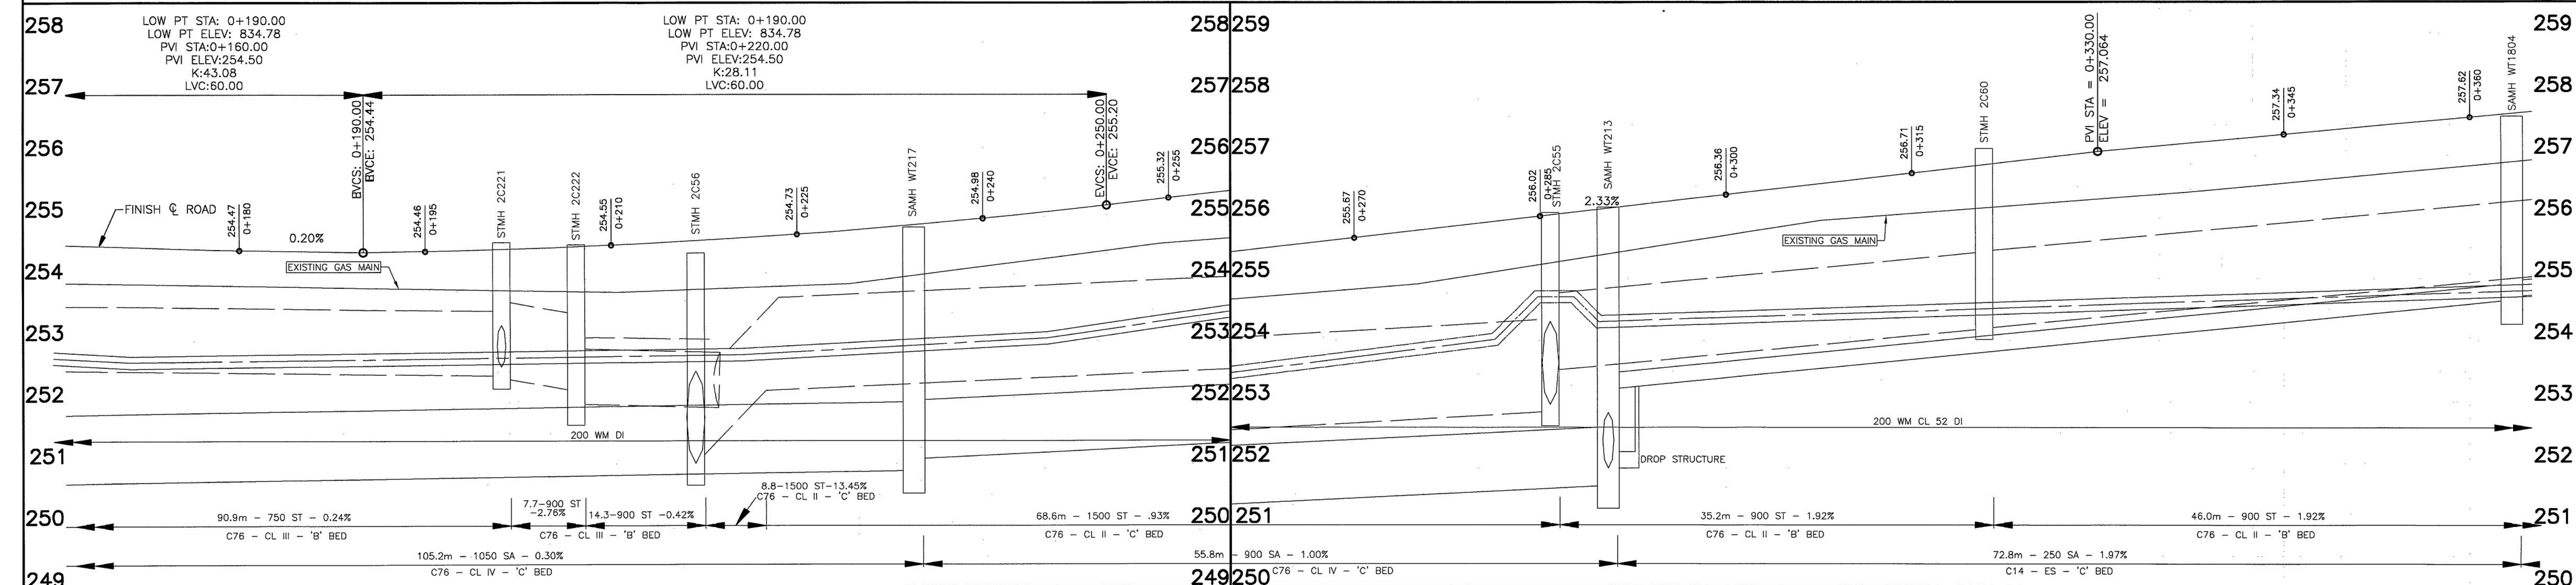 258
257
256
255
254
253
252
251
250
249
LOW PT STA: 0+190.00
LOW PT ELEV: 834.78
PVI STA:0+160.00
PVI ELEV:254.50
K:43.08
LVC:60.00
LOW PT STA: 0+190.00
LOW PT ELEV: 834.78
PVI STA:0+220.00
PVI ELEV:254.50
K:28.11
LVC:60.00
FINISH ℄ ROAD
254.47
0+180
0.20%
EXISTING GAS MAIN
BVCS: 0+190.00
BVCE: 254.44
254.46
0+195
STMH 2C221
STMH 2C222
254.55
0+210
STMH 2C56
254.73
0+225
SAMH WT217
254.98
0+240
EVCS: 0+250.00
EVCE: 255.20
255.32
0+255
200 WM DI
90.9m - 750 ST - 0.24%
C76 - CL III - 'B' BED
7.7-900 ST
-2.76%
14.3-900 ST -0.42%
C76 - CL III - 'B' BED
8.8-1500 ST-13.45%
C76 - CL II - 'C' BED
68.6m - 1500 ST - .93%
C76 - CL II - 'C' BED
105.2m - 1050 SA - 0.30%
C76 - CL IV - 'C' BED
55.8m - 900 SA - 1.00%
C76 - CL IV - 'C' BED
258
257
256
255
254
253
252
251
250
249
259
258
257
256
255
254
253
252
251
250
255.67
0+270
256.02
0+285
STMH 2C55
SAMH WT213
2.33%
256.36
0+300
EXISTING GAS MAIN
256.71
0+315
STMH 2C60
PVI STA = 0+330.00
ELEV = 257.064
257.34
0+345
257.62
0+360
SAMH WT1804
200 WM CL 52 DI
DROP STRUCTURE
35.2m - 900 ST - 1.92%
C76 - CL II - 'B' BED
46.0m - 900 ST - 1.92%
C76 - CL II - 'B' BED
72.8m - 250 SA - 1.97%
C14 - ES - 'C' BED
259
258
257
256
255
254
253
252
251
250